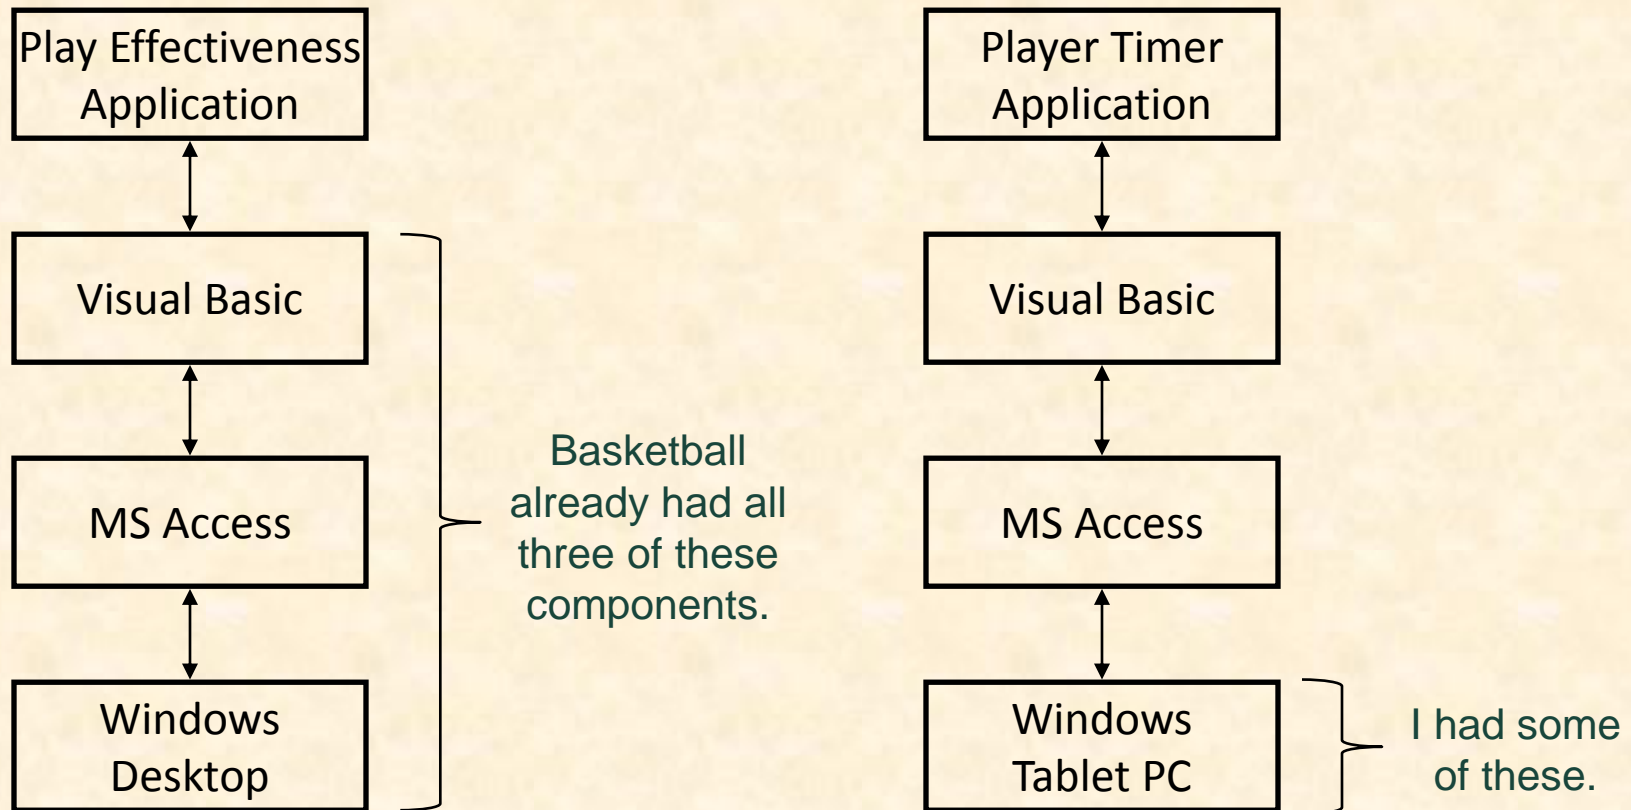 Play Effectiveness
Application
Visual Basic
MS Access
Windows
Desktop
Basketball
already had all
three of these
components.
Player Timer
Application
Visual Basic
MS Access
Windows
Tablet PC
I had some
of these.